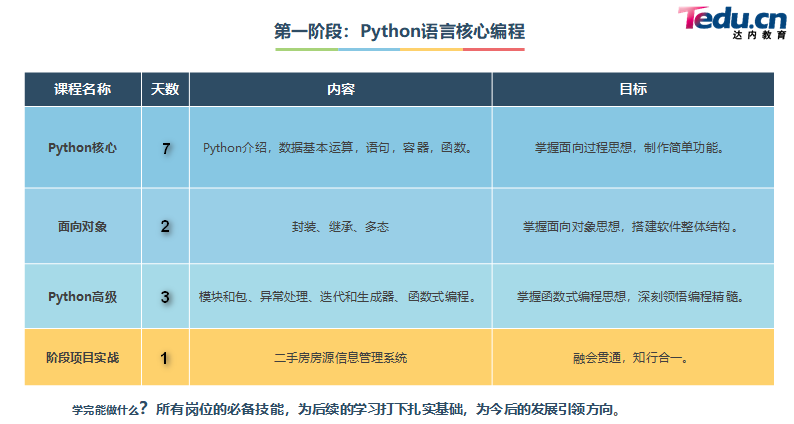 第一阶段：Python语言核心编程
Tedu.cn
达内教育
课程名称 天数 内容 目标
Python核心 7 Python介绍，数据基本运算，语句，容器，函数。 掌握面向过程思想，制作简单功能。
面向对象 2 封装、继承、多态 掌握面向对象思想，搭建软件整体结构。
Python高级 3 模块和包、异常处理、迭代和生成器、函数式编程。 掌握函数式编程思想，深刻领悟编程精髓。
阶段项目实战 1 二手房房源信息管理系统 融会贯通，知行合一。
学完能做什么？所有岗位的必备技能，为后续的学习打下扎实基础，为今后的发展引领方向。